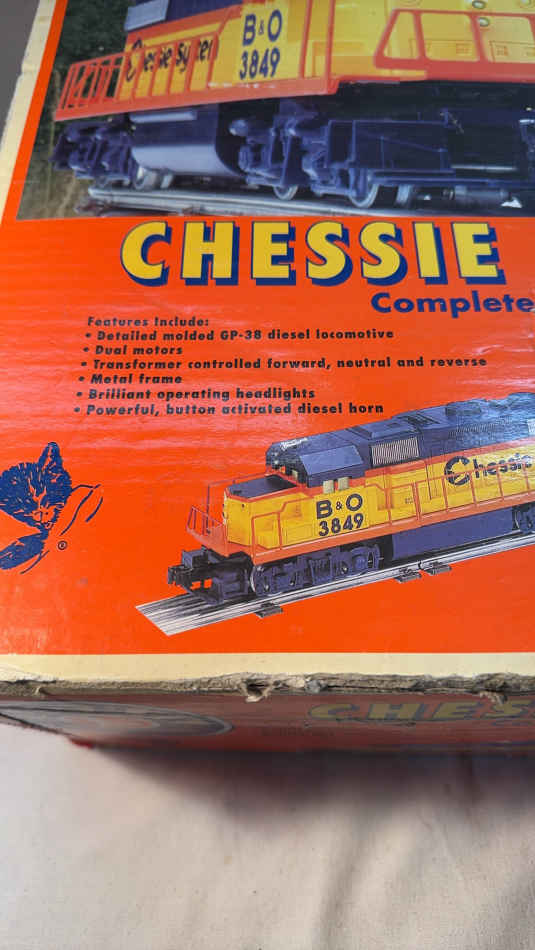 Chessie System
B&O
3849
CHESSIE
Complete
Features Include:
• Detailed molded GP-38 diesel locomotive
• Dual motors
• Transformer controlled forward, neutral and reverse
• Metal frame
• Brilliant operating headlights
• Powerful, button activated diesel horn
Chessie
B&O
3849
®
CHES